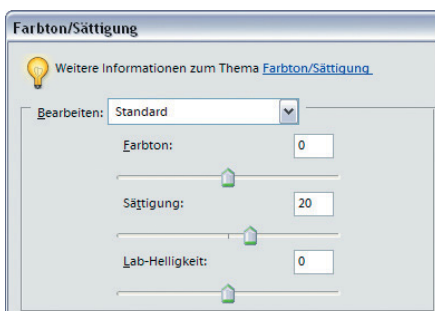 Farbton/Sättigung
Weitere Informationen zum Thema Farbton/Sättigung
Bearbeiten: Standard
Farbton: 0
Sättigung: 20
Lab-Helligkeit: 0